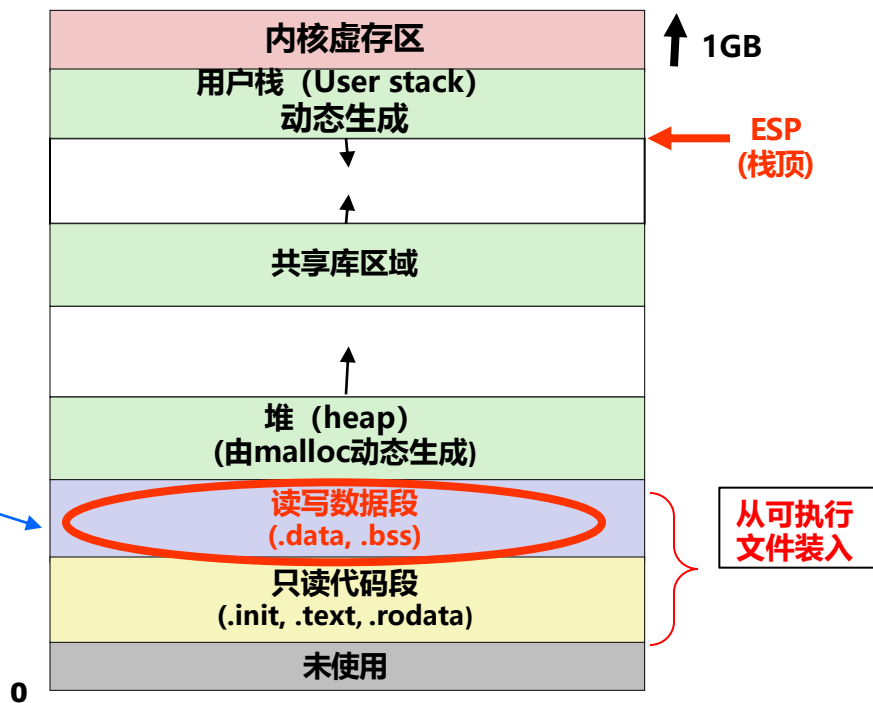 内核虚存区
1GB
用户栈（User stack）
动态生成
ESP
(栈顶)
共享库区域
堆（heap）
(由malloc动态生成)
读写数据段
(.data, .bss)
从可执行
文件装入
只读代码段
(.init, .text, .rodata)
未使用
0